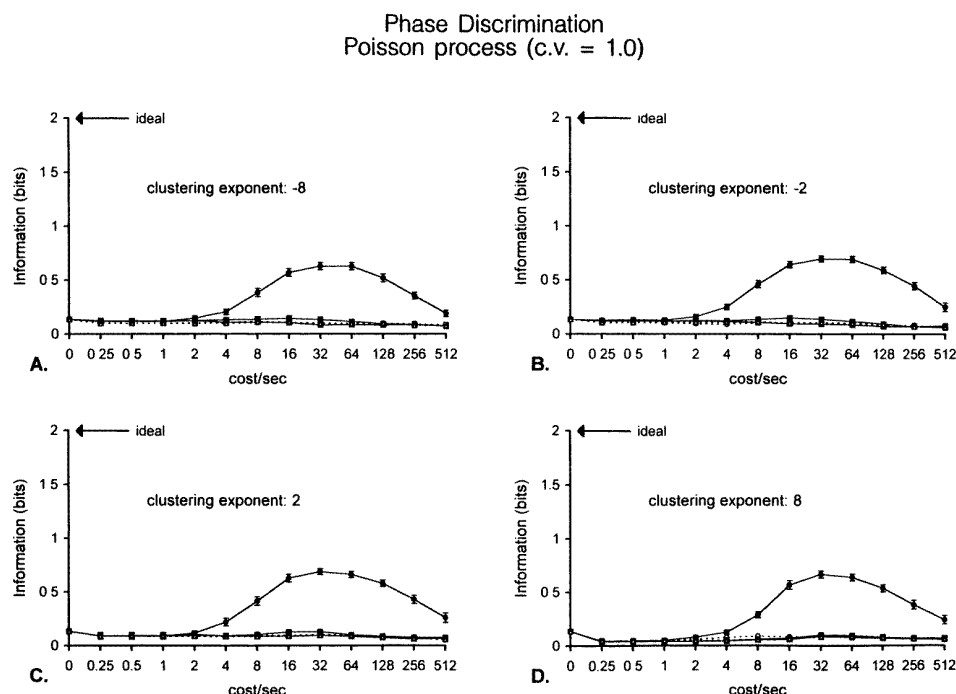 Phase Discrimination
Poisson process (c.v. = 1.0)
2
ideal
1 5
Information (bits)
clustering exponent: -8
1
0 5
0
0 0 25 0 5 1 2 4 8 16 32 64 128 256 512
A.
cost/sec
2
ideal
1 5
Information (bits)
clustering exponent: -2
1
0 5
0
0 0 25 0 5 1 2 4 8 16 32 64 128 256 512
B.
cost/sec
2
ideal
1 5
Information (bits)
clustering exponent: 2
1
0 5
0
0 0.25 0 5 1 2 4 8 16 32 64 128 256 512
C.
cost/sec
2
ideal
1 5
Information (bits)
clustering exponent: 8
1
0 5
0
0 0.25 0 5 1 2 4 8 16 32 64 128 256 512
D.
cost/sec